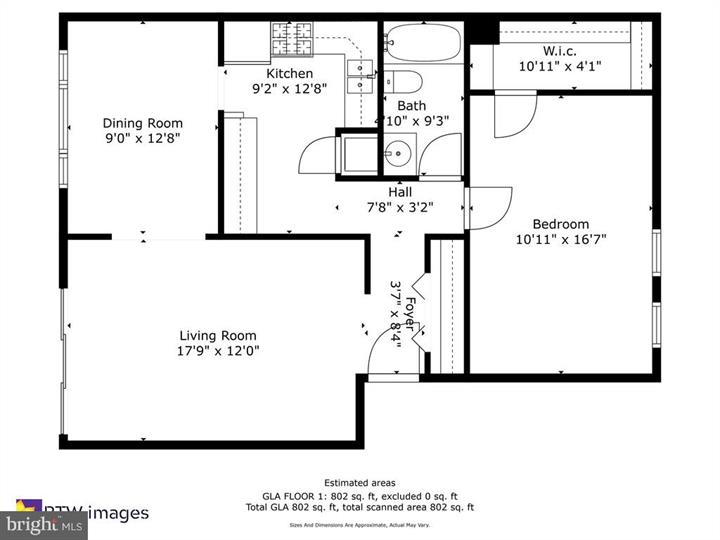 W.i.c.
10'11" x 4'1"
Kitchen
9'2" x 12'8"
Bath
4'10" x 9'3"
Dining Room
9'0" x 12'8"
Hall
7'8" x 3'2"
Bedroom
10'11" x 16'7"
Foyer
3'7" x 8'4"
Living Room
17'9" x 12'0"
Estimated areas
GLA FLOOR 1: 802 sq. ft, excluded 0 sq. ft
Total GLA 802 sq. ft, total scanned area 802 sq. ft
Sizes And Dimensions Are Approximate, Actual May Vary.
images
bright MLS